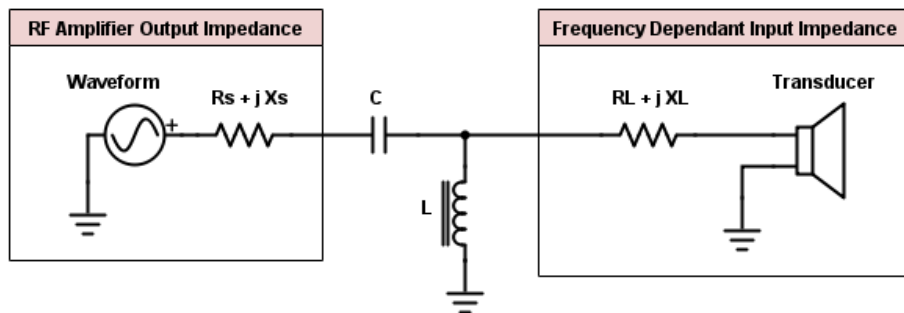 RF Amplifier Output Impedance
Frequency Dependant Input Impedance
Waveform
Transducer
Rs + j Xs
C
RL + j XL
+
L